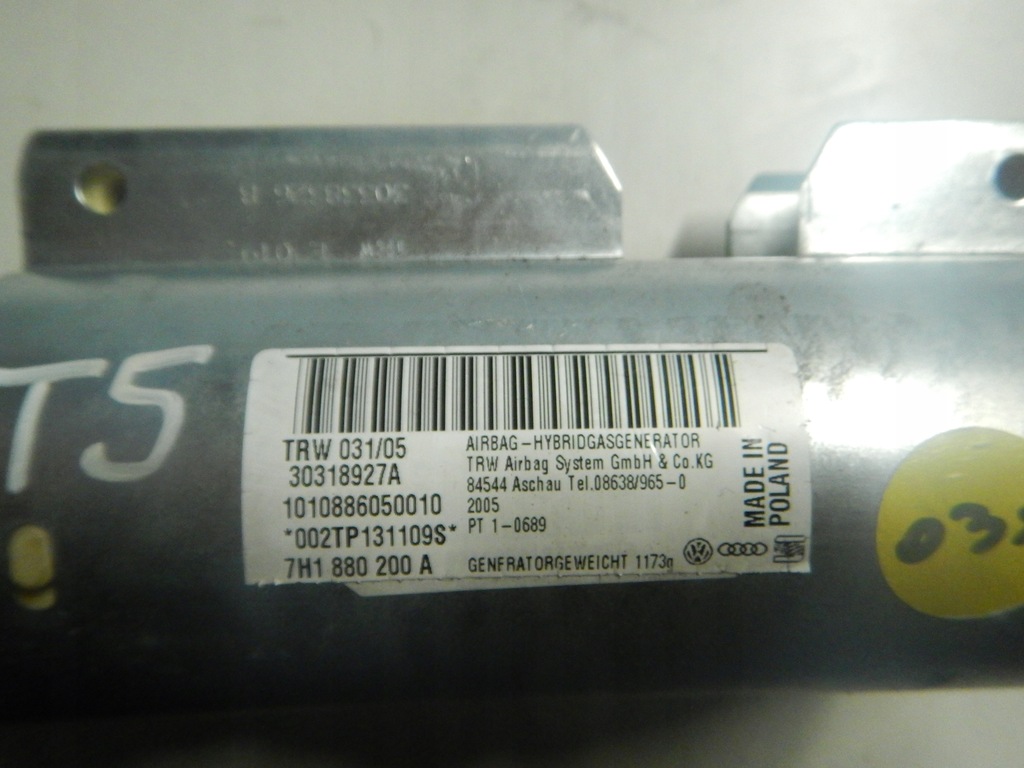 T5
TRW 031/05
30318927A
1010886050010
*002TP131109S*
7H1 880 200 A
AIRBAG-HYBRIDGASGENERATOR
TRW Airbag System GmbH & Co.KG
84544 Aschau Tel.08638/965-0
2005
PT 1-0689
GENFRATORGEWEICHT 1173g
MADE IN
POLAND